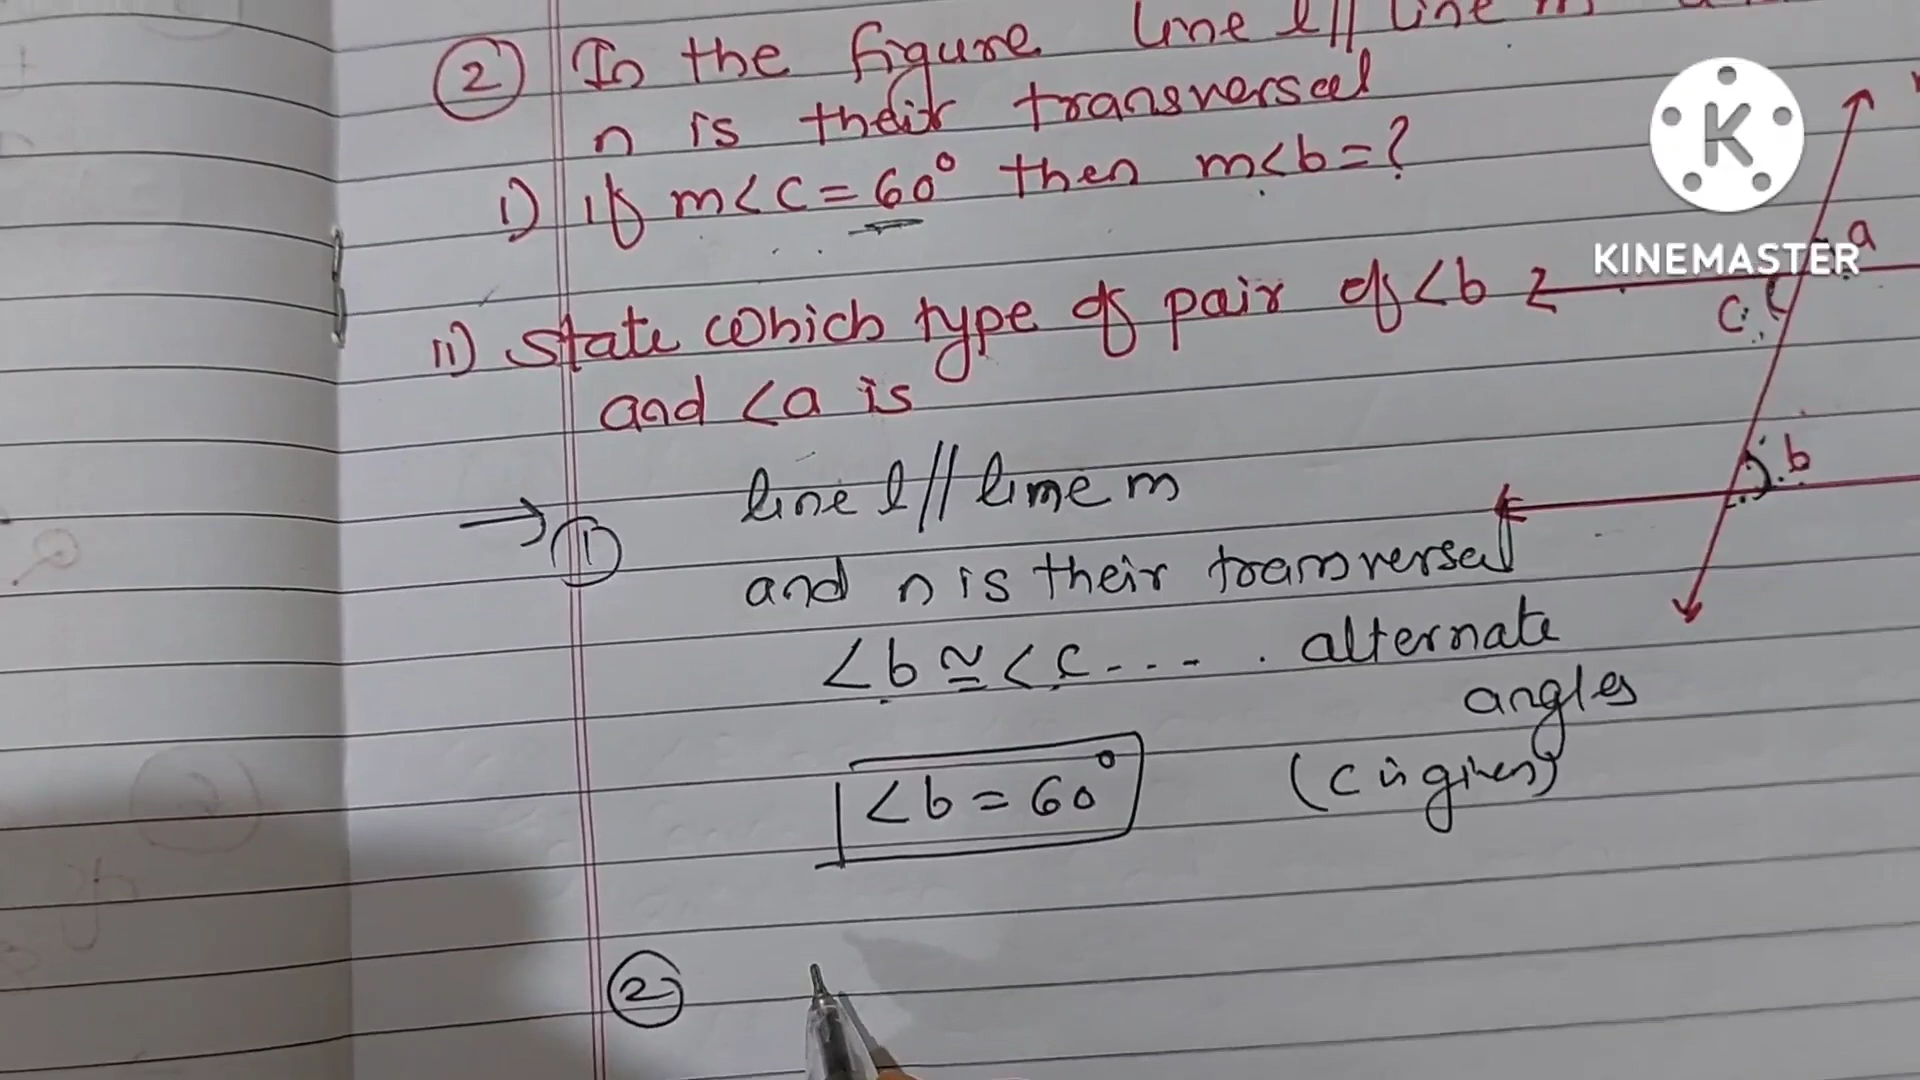 ② In the figure line l // line m
n is their transversal
i) if m<c = 60° then m<b = ?
ii) State which type of pair of <b
and <a is
K
KINEMASTER
a
c
b
→ ① line l // line m
and n is their transversal
<b ≅ <c - - - . alternate
angles
<b = 60° (c is given)
②